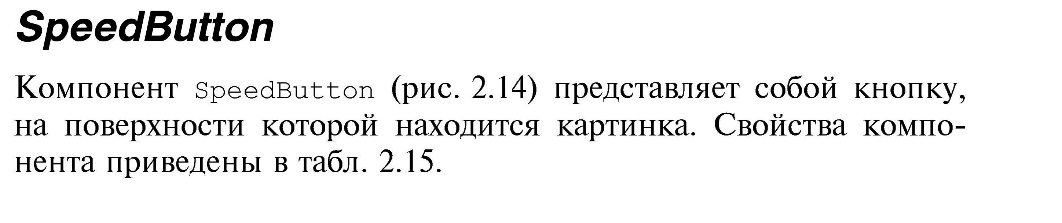 SpeedButton
Компонент SpeedButton (рис. 2.14) представляет собой кнопку,
на поверхности которой находится картинка. Свойства компо-
нента приведены в табл. 2.15.